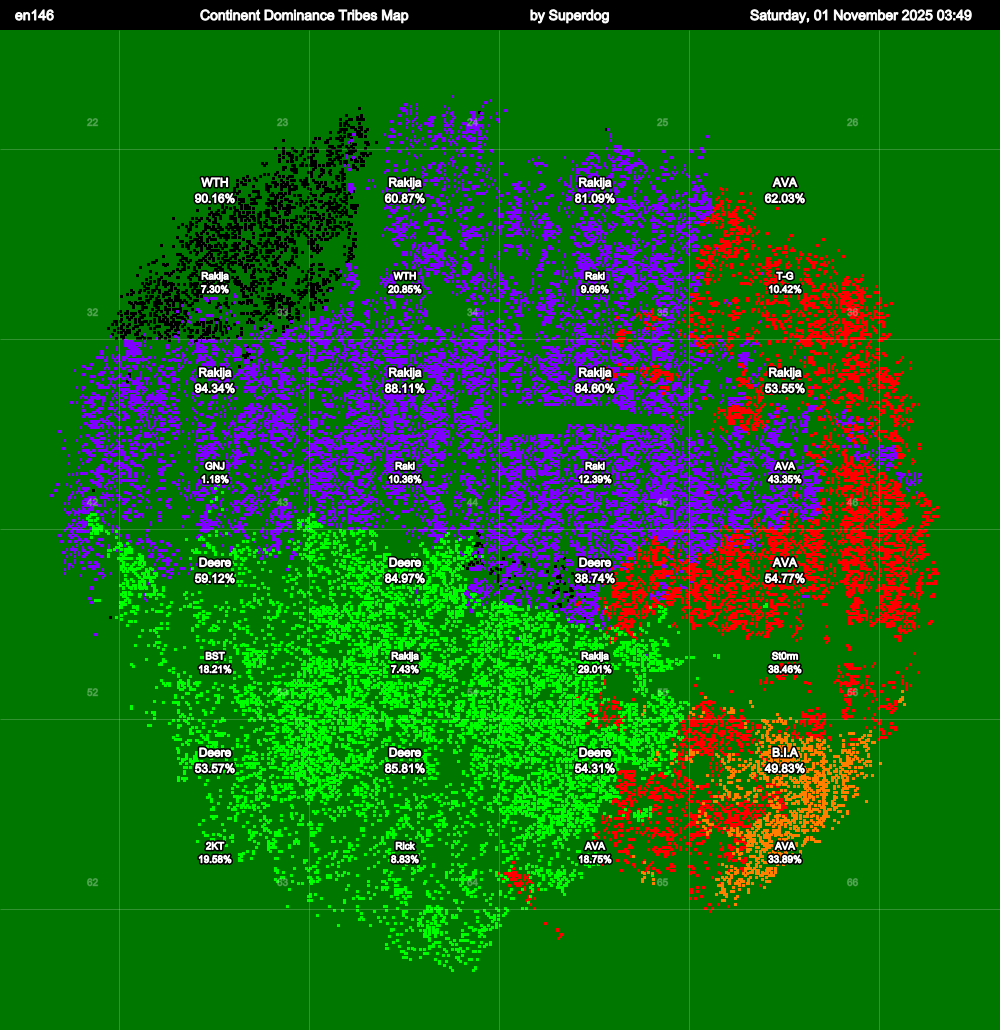 en146 Continent Dominance Tribes Map by Superdog Saturday, 01 November 2025 03:49
22 23 24 25 26
WTH Rakija Rakija AVA
90.16% 60.87% 81.09% 62.03%
Rakija WTH Raki T-G
7.30% 20.85% 9.69% 10.42%
32 33 34 35 36
Rakija Rakija Rakija Rakija
94.34% 88.11% 84.60% 53.55%
GNJ Raki Raki AVA
1.18% 10.36% 12.39% 43.35%
42 43 44 45 46
Deere Deere Deere AVA
59.12% 84.97% 38.74% 54.77%
BST Rakija Rakija St0rm
18.21% 7.43% 29.01% 38.46%
52 53 54 55 56
Deere Deere Deere B.I.A
53.57% 85.81% 54.31% 49.83%
2KT Rick AVA AVA
19.58% 8.83% 18.75% 33.89%
62 63 64 65 66